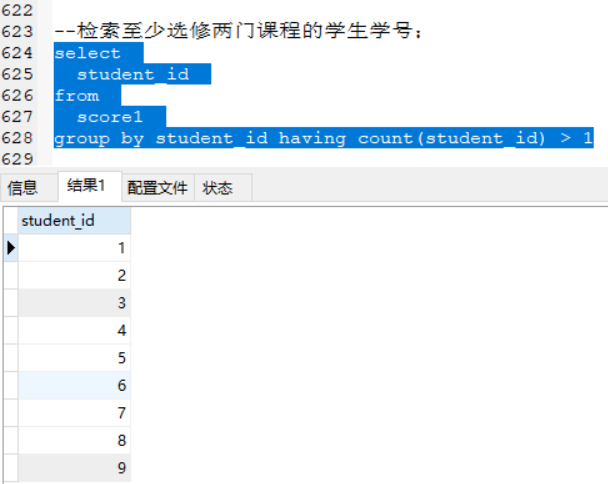 622
623 --检索至少选修两门课程的学生学号；
624 select
625 student_id
626 from
627 score1
628 group by student_id having count(student_id) > 1
629
信息 结果1 配置文件 状态
student_id
1
2
3
4
5
6
7
8
9